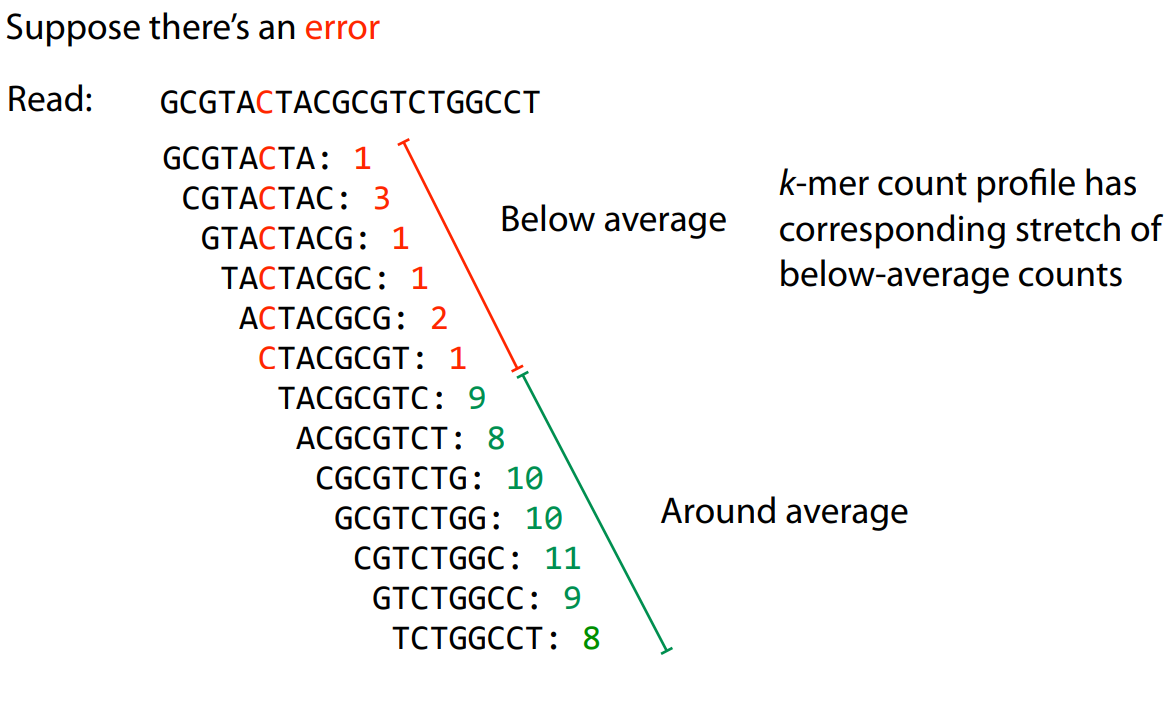 Suppose there's an error
Read: GCGTACTACGCGTCTGGCCT
GCGTACTA: 1
CGTACTAC: 3
GTACTACG: 1
TACTACGC: 1
ACTACGCG: 2
CTACGCGT: 1
TACGCGTC: 9
ACGCGTCT: 8
CGCGTCTG: 10
GCGTCTGG: 10
CGTCTGGC: 11
GTCTGGCC: 9
TCTGGCCT: 8
Below average
Around average
k-mer count profile has
corresponding stretch of
below-average counts